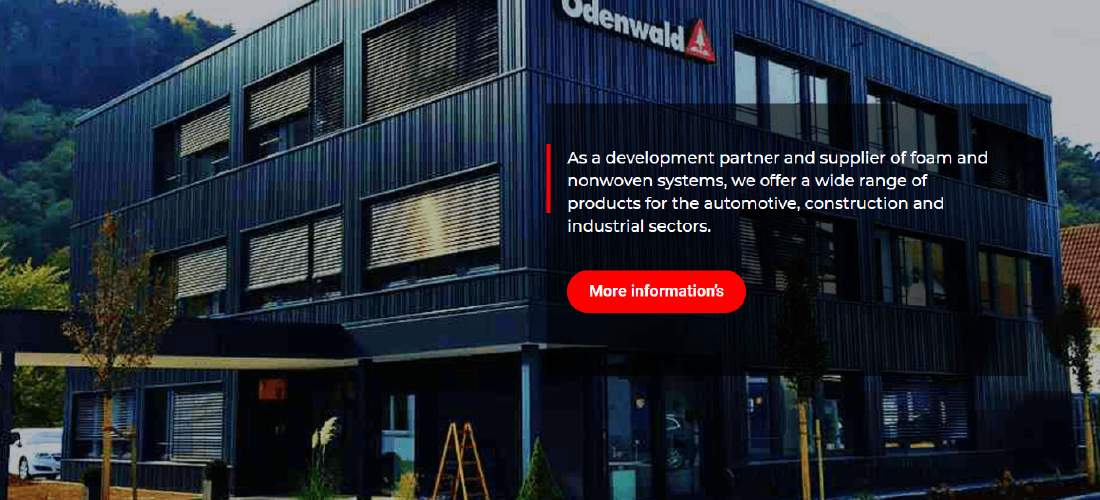 Odenwald
As a development partner and supplier of foam and
nonwoven systems, we offer a wide range of
products for the automotive, construction and
industrial sectors.
More information's